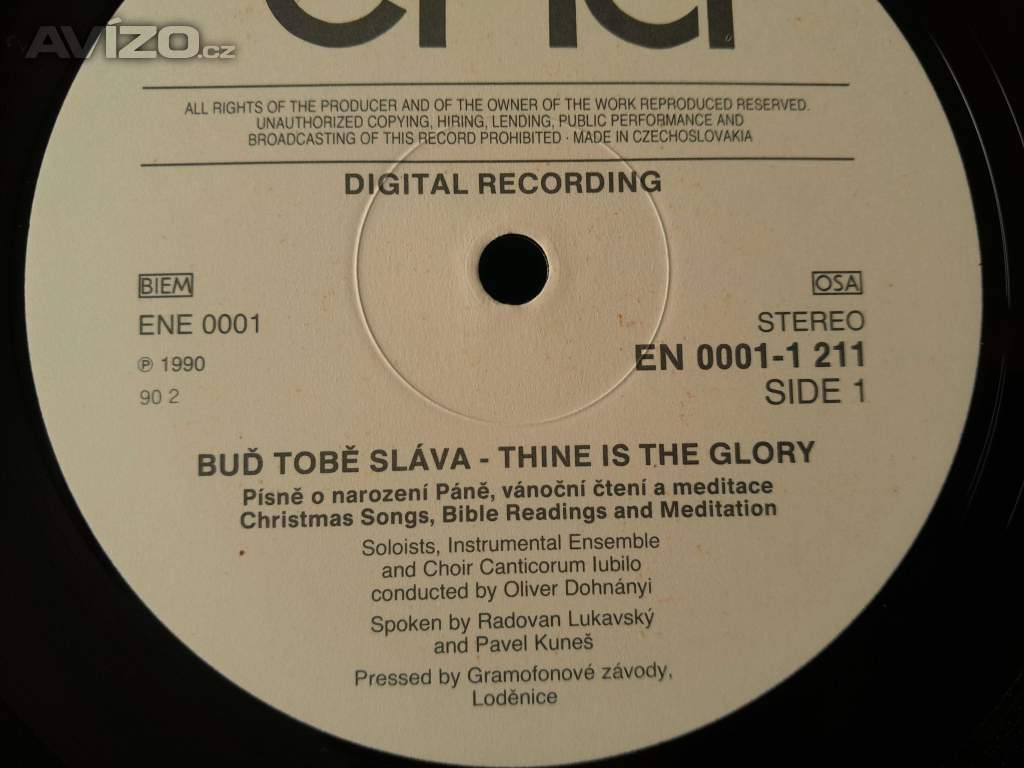 AVÍZO.cz
ALL RIGHTS OF THE PRODUCER AND OF THE OWNER OF THE WORK REPRODUCED RESERVED.
UNAUTHORIZED COPYING, HIRING, LENDING, PUBLIC PERFORMANCE AND
BROADCASTING OF THIS RECORD PROHIBITED · MADE IN CZECHOSLOVAKIA
DIGITAL RECORDING
BIEM
OSA
ENE 0001
STEREO
℗ 1990
EN 0001-1 211
90 2
SIDE 1
BUĎ TOBĚ SLÁVA - THINE IS THE GLORY
Písně o narození Páně, vánoční čtení a meditace
Christmas Songs, Bible Readings and Meditation
Soloists, Instrumental Ensemble
and Choir Canticorum Iubilo
conducted by Oliver Dohnányi
Spoken by Radovan Lukavský
and Pavel Kuneš
Pressed by Gramofonové závody,
Loděnice